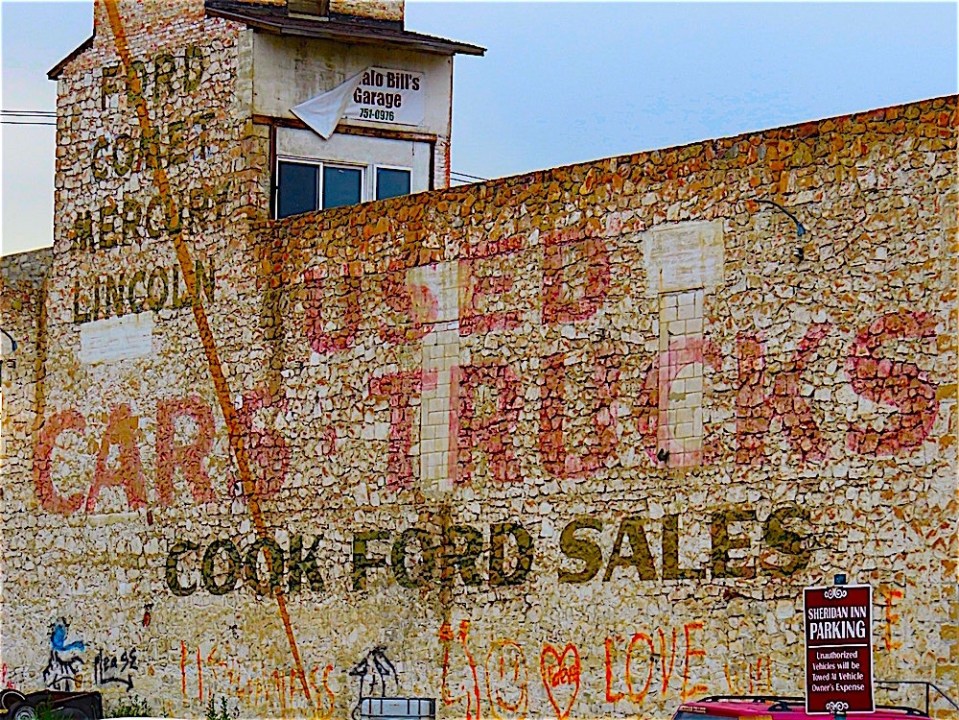 FORD
COMET
MERCURY
LINCOLN
alo Bill's
Garage
751-0976
USED
CARS · TRUCKS
COOK FORD SALES
please
LOVE
SHERIDAN INN
PARKING
Unauthorized
Vehicles will be
Towed At Vehicle
Owner's Expense